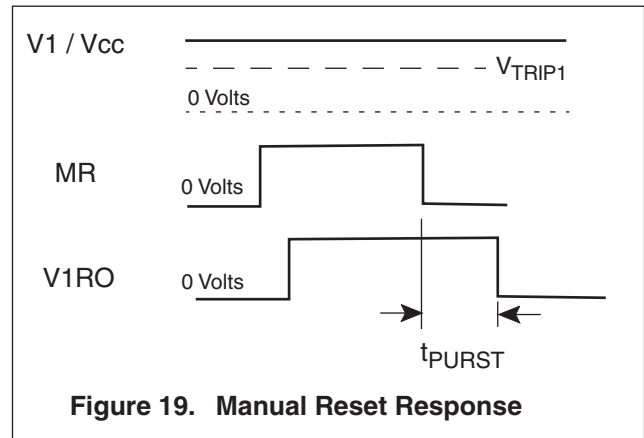 V1 / Vcc
VTRIP1
0 Volts
MR
0 Volts
V1RO
0 Volts
tPURST
Figure 19. Manual Reset Response